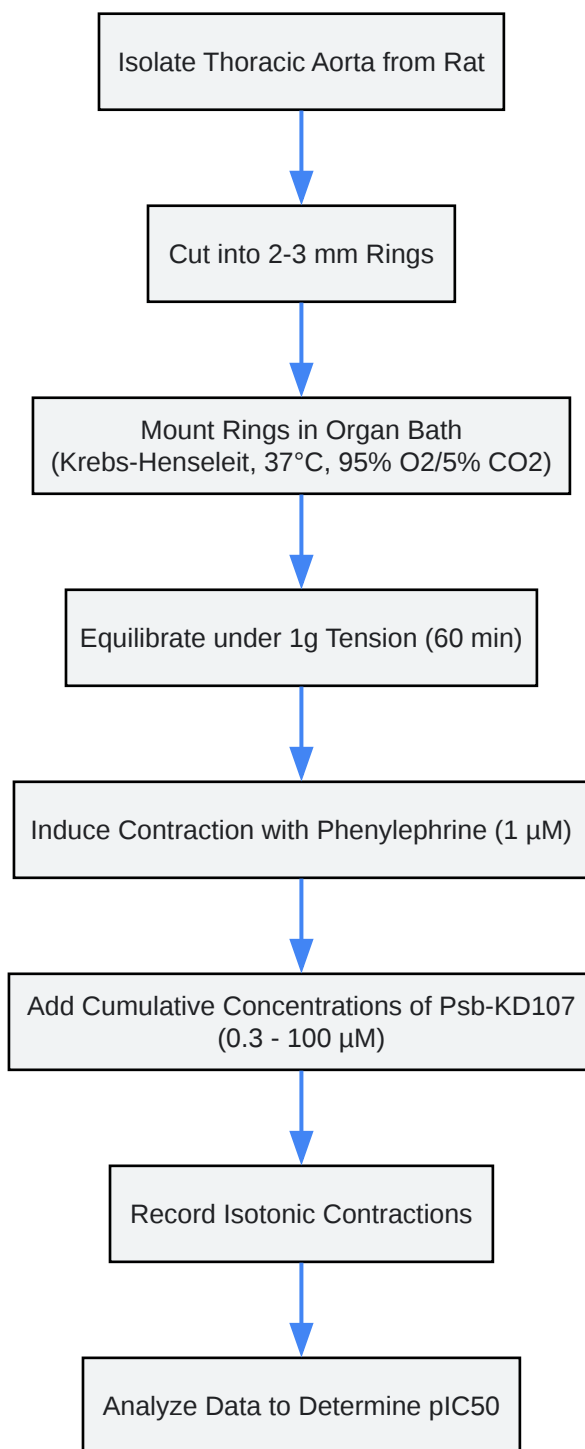 Isolate Thoracic Aorta from Rat
Cut into 2-3 mm Rings
Mount Rings in Organ Bath
(Krebs-Henseleit, 37°C, 95% O2/5% CO2)
Equilibrate under 1g Tension (60 min)
Induce Contraction with Phenylephrine (1 µM)
Add Cumulative Concentrations of Psb-KD107
(0.3 - 100 µM)
Record Isotonic Contractions
Analyze Data to Determine pIC50